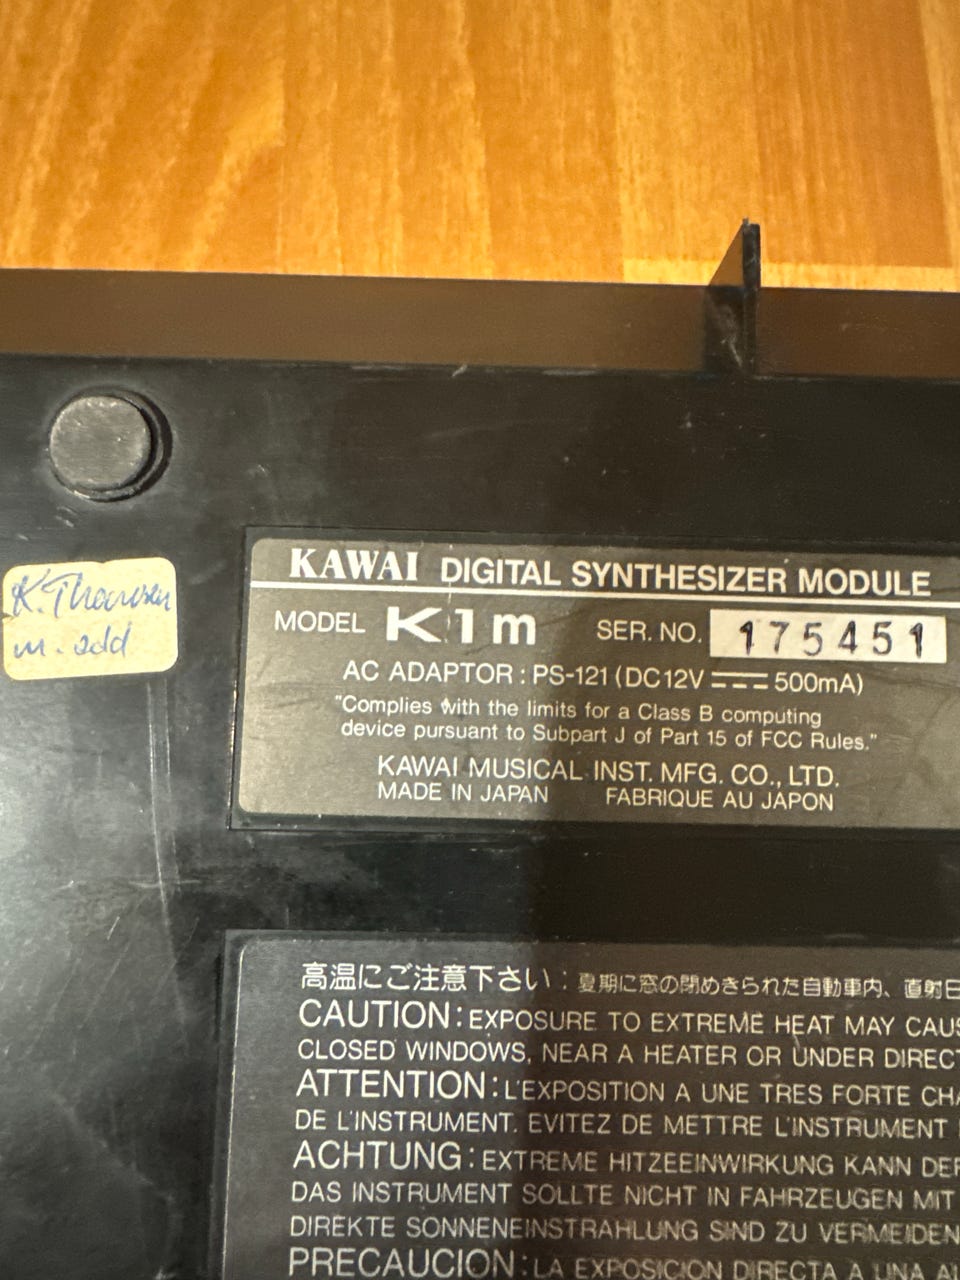 K. Thomsen
m. add
KAWAI DIGITAL SYNTHESIZER MODULE
MODEL K1m SER. NO. 175451
AC ADAPTOR : PS-121 (DC12V ⎓ 500mA)
"Complies with the limits for a Class B computing
device pursuant to Subpart J of Part 15 of FCC Rules."
KAWAI MUSICAL INST. MFG. CO., LTD.
MADE IN JAPAN FABRIQUE AU JAPON
高温にご注意下さい：夏期に窓の閉めきられた自動車内、直射日
CAUTION : EXPOSURE TO EXTREME HEAT MAY CAUS
CLOSED WINDOWS, NEAR A HEATER OR UNDER DIRECT
ATTENTION : L'EXPOSITION A UNE TRES FORTE CHA
DE L'INSTRUMENT. EVITEZ DE METTRE L'INSTRUMENT
ACHTUNG : EXTREME HITZEEINWIRKUNG KANN DEF
DAS INSTRUMENT SOLLTE NICHT IN FAHRZEUGEN MIT
DIREKTE SONNENEINSTRAHLUNG SIND ZU VERMEIDEN
PRECAUCION : LA EXPOSICION DIRECTA A UNA AL